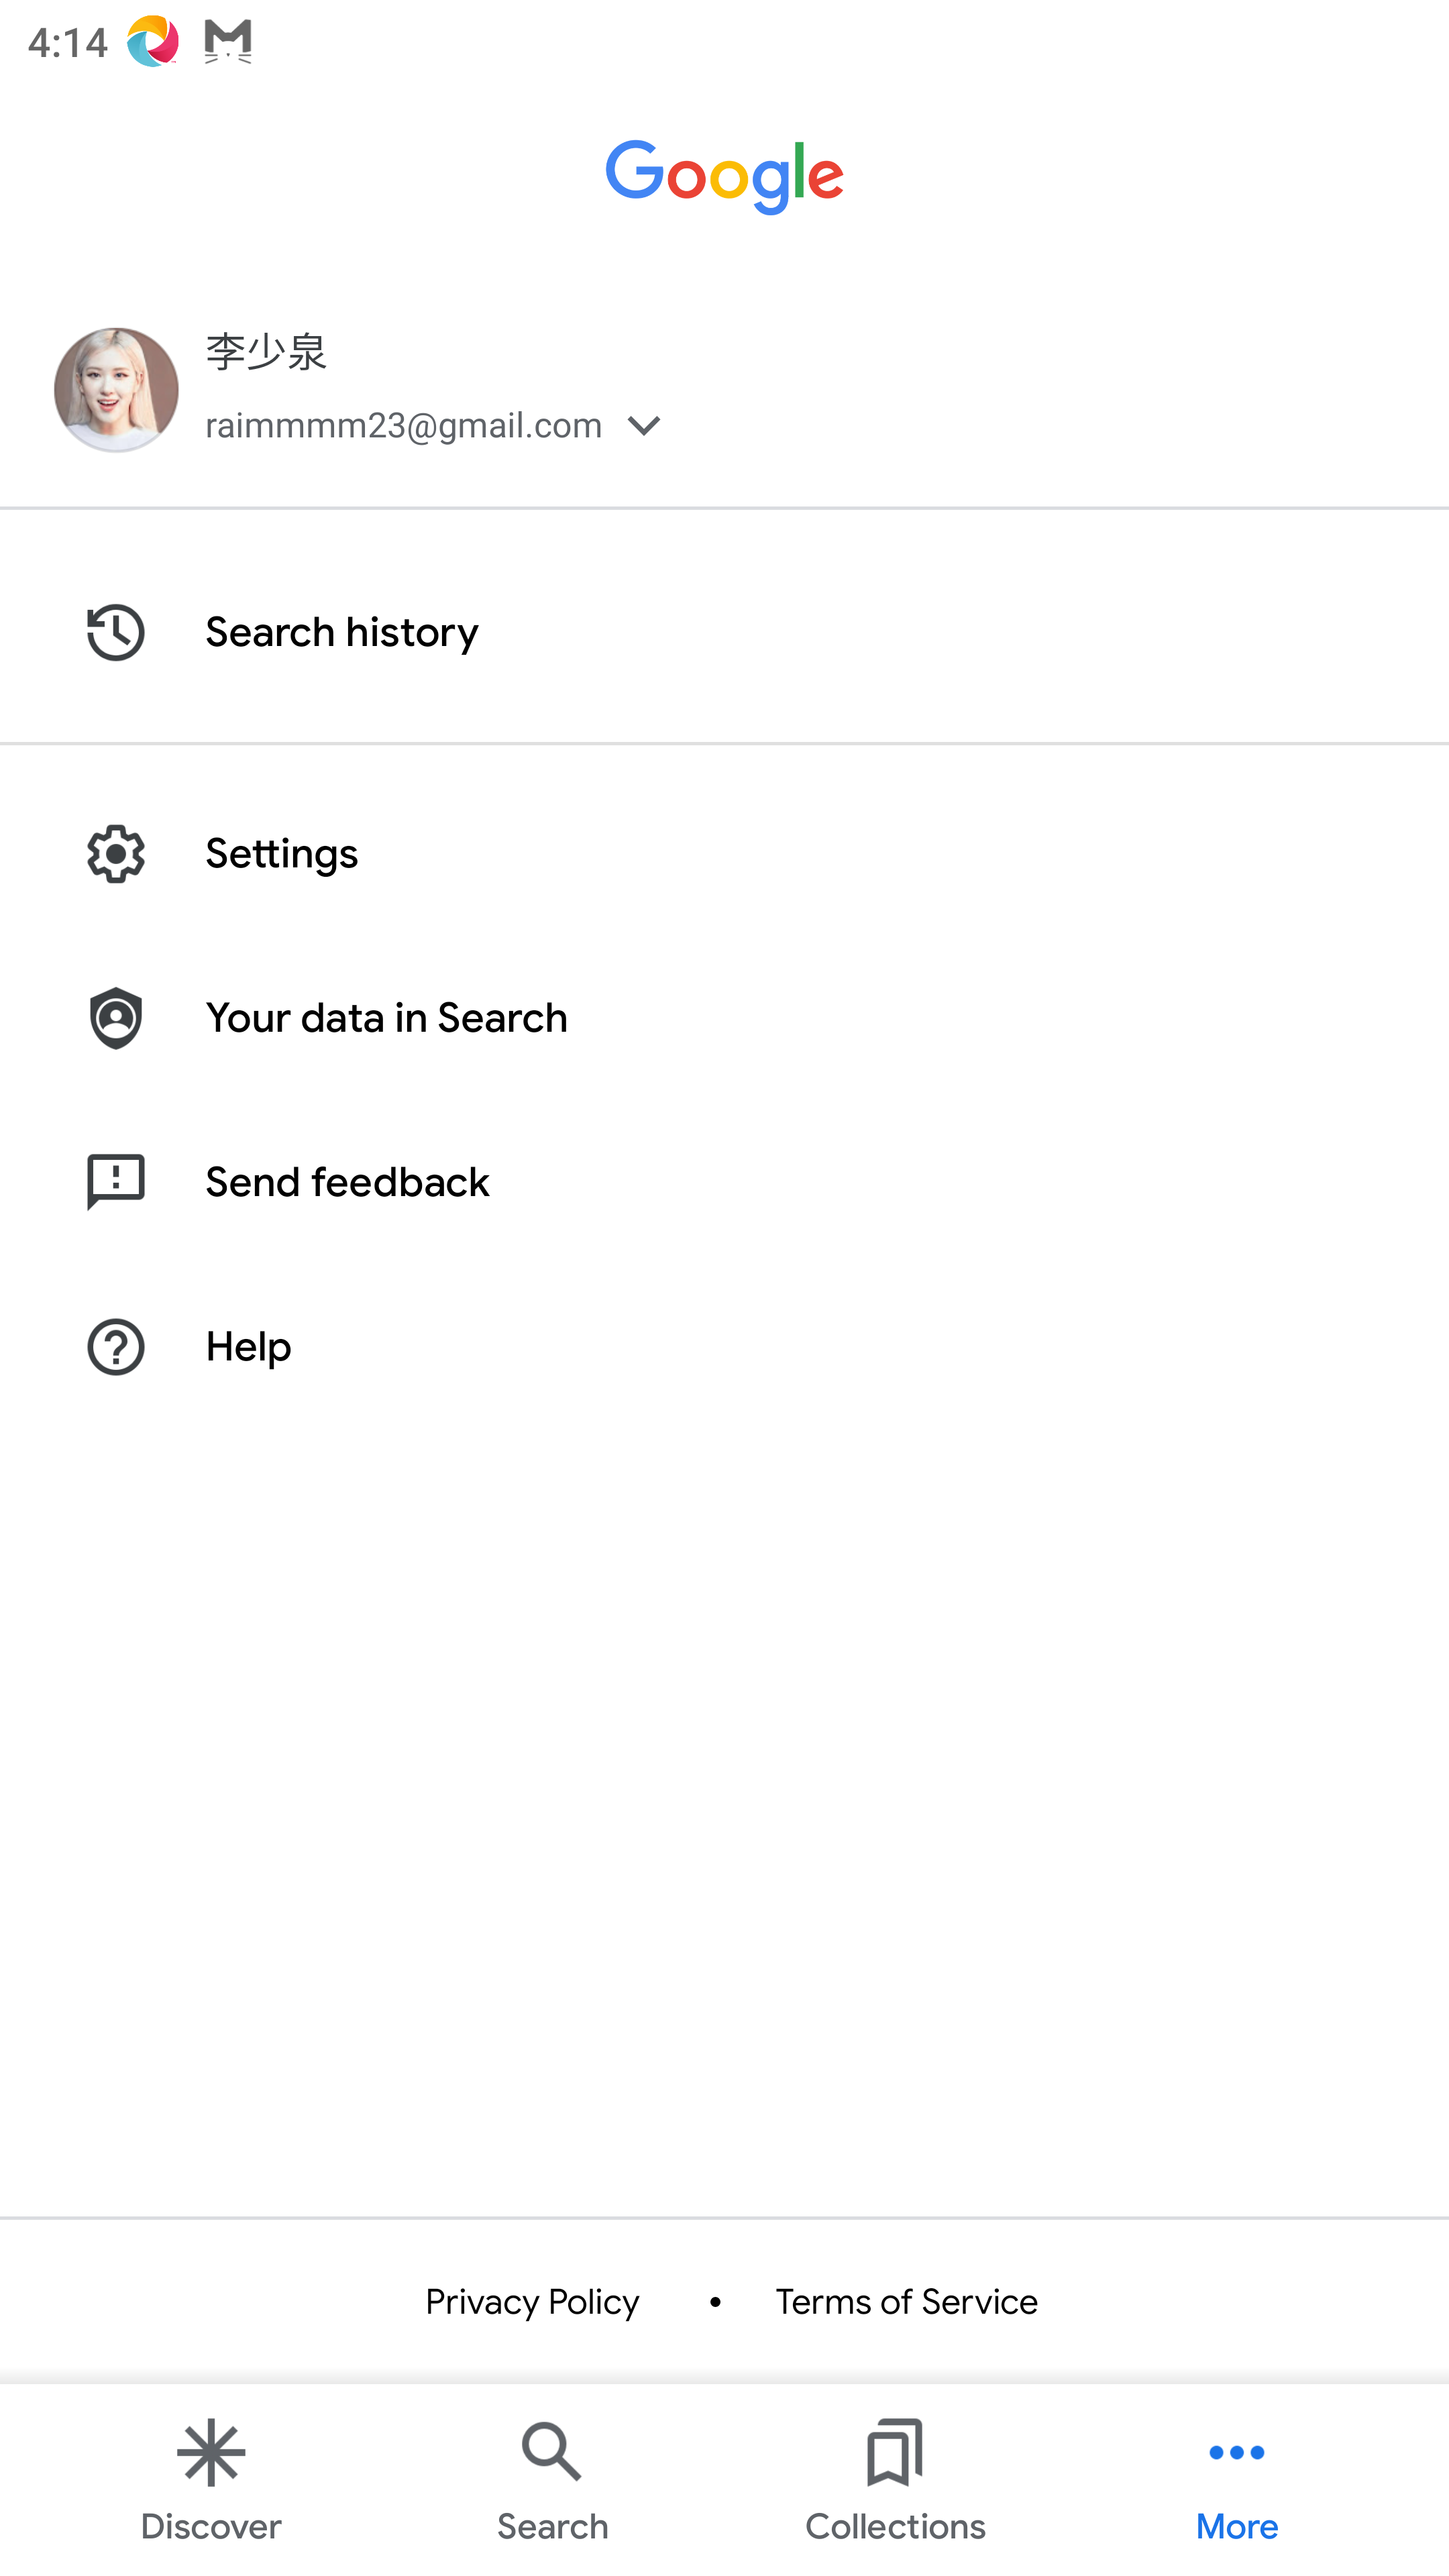 4:14
Google
李少泉
raimmmm23@gmail.com
Search history
Settings
Your data in Search
Send feedback
Help
Privacy Policy • Terms of Service
Discover Search Collections More